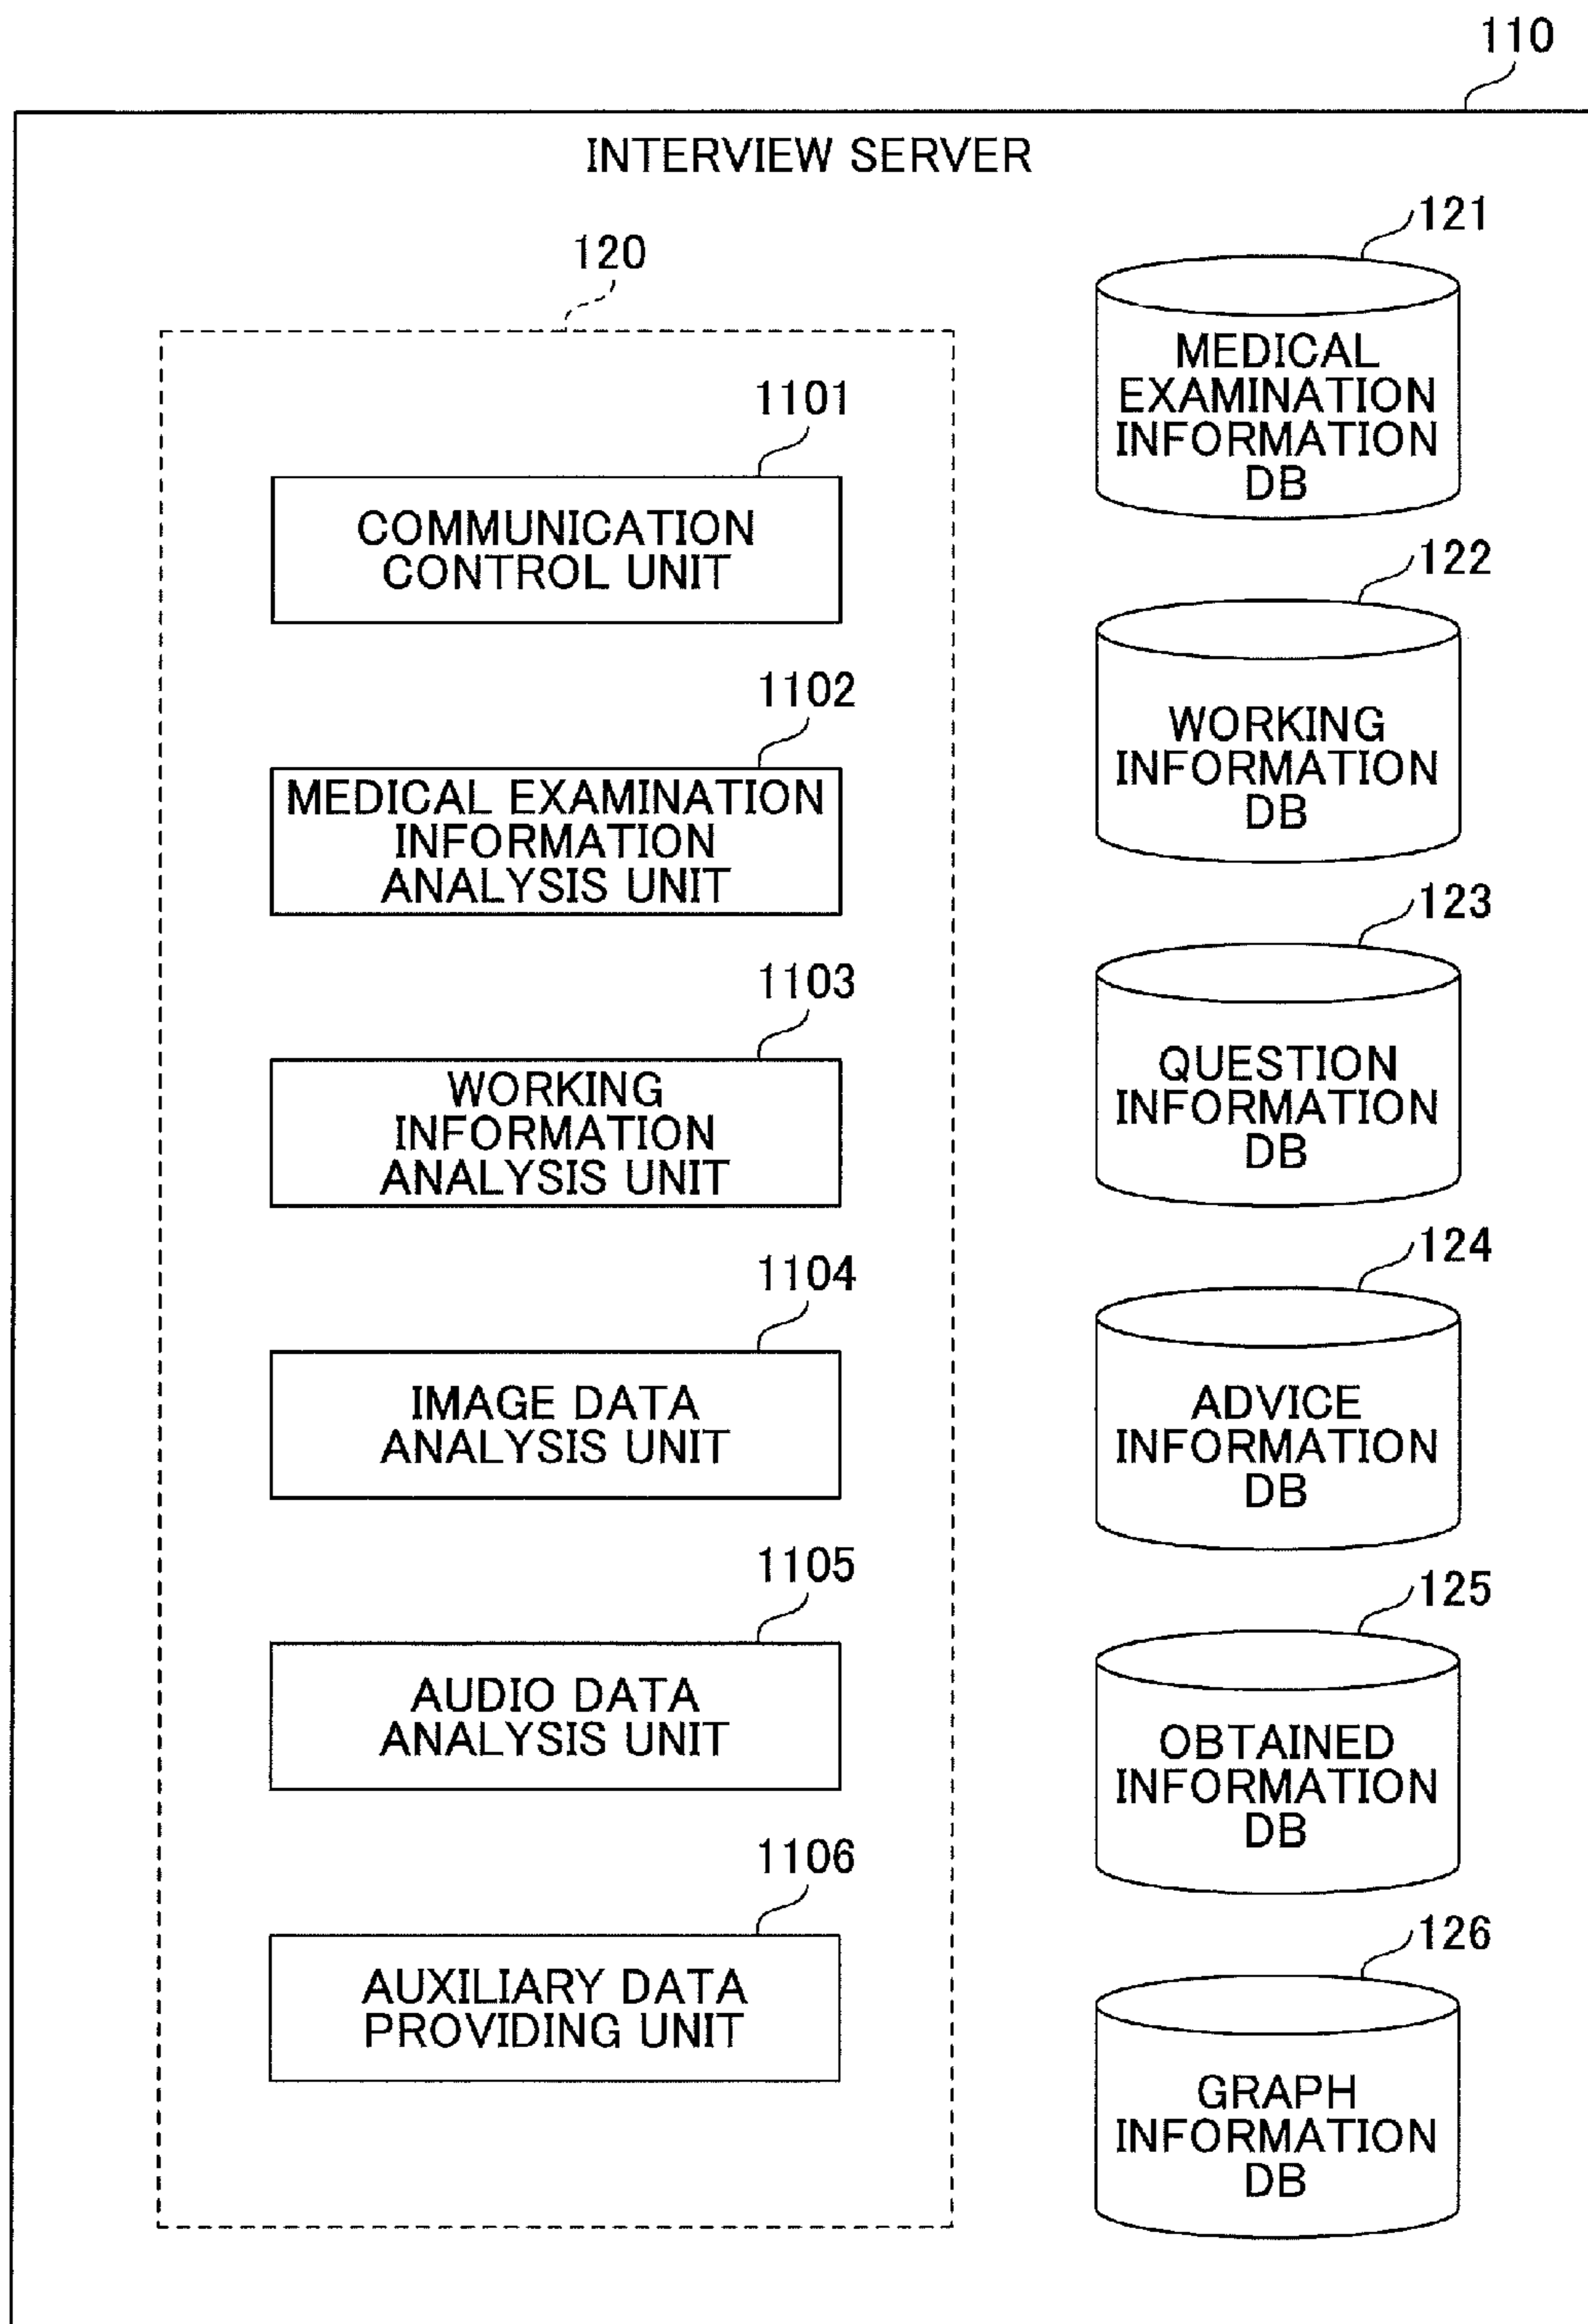 110
INTERVIEW SERVER
120
1101
COMMUNICATION
CONTROL UNIT
1102
MEDICAL EXAMINATION
INFORMATION
ANALYSIS UNIT
1103
WORKING
INFORMATION
ANALYSIS UNIT
1104
IMAGE DATA
ANALYSIS UNIT
1105
AUDIO DATA
ANALYSIS UNIT
1106
AUXILIARY DATA
PROVIDING UNIT
121
MEDICAL
EXAMINATION
INFORMATION
DB
122
WORKING
INFORMATION
DB
123
QUESTION
INFORMATION
DB
124
ADVICE
INFORMATION
DB
125
OBTAINED
INFORMATION
DB
126
GRAPH
INFORMATION
DB